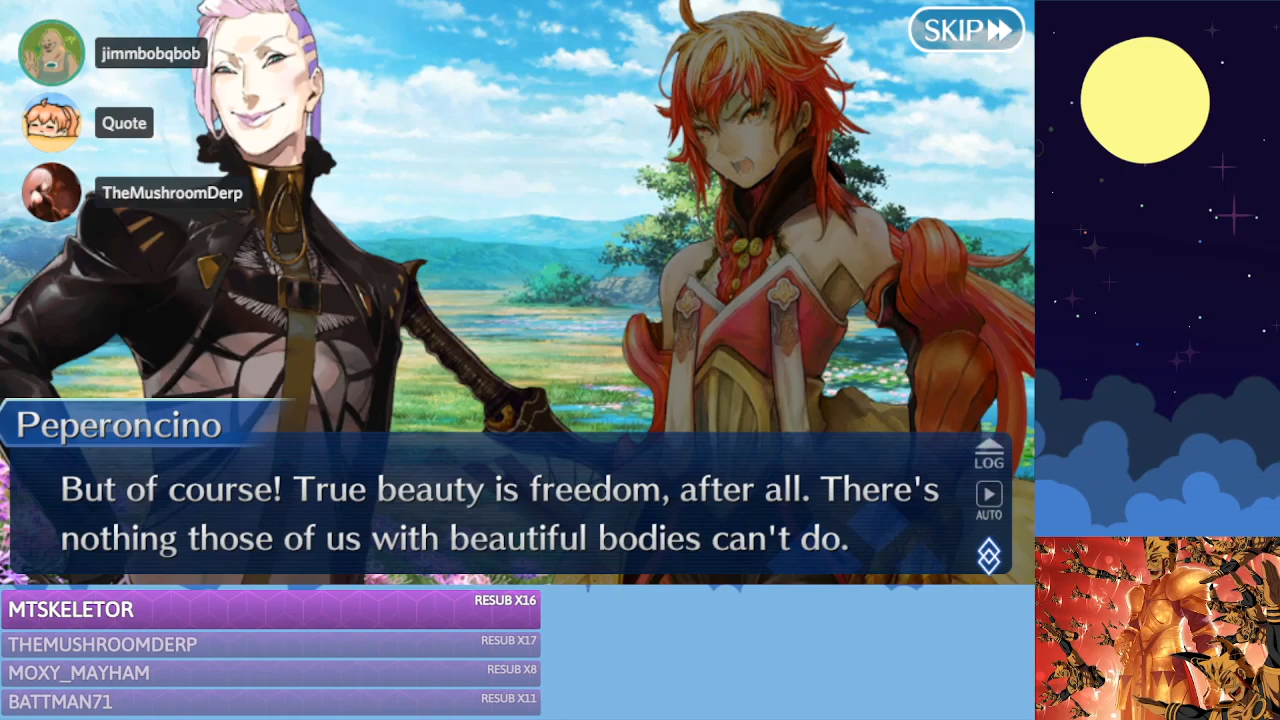 jimmbobqbob
SKIP
Quote
TheMushroomDerp
Peperoncino
But of course! True beauty is freedom, after all. There's
nothing those of us with beautiful bodies can't do.
LOG
AUTO
MTSKELETOR RESUB X16
THEMUSHROOMDERP RESUB X17
MOXY_MAYHAM RESUB X8
BATTMAN71 RESUB X11